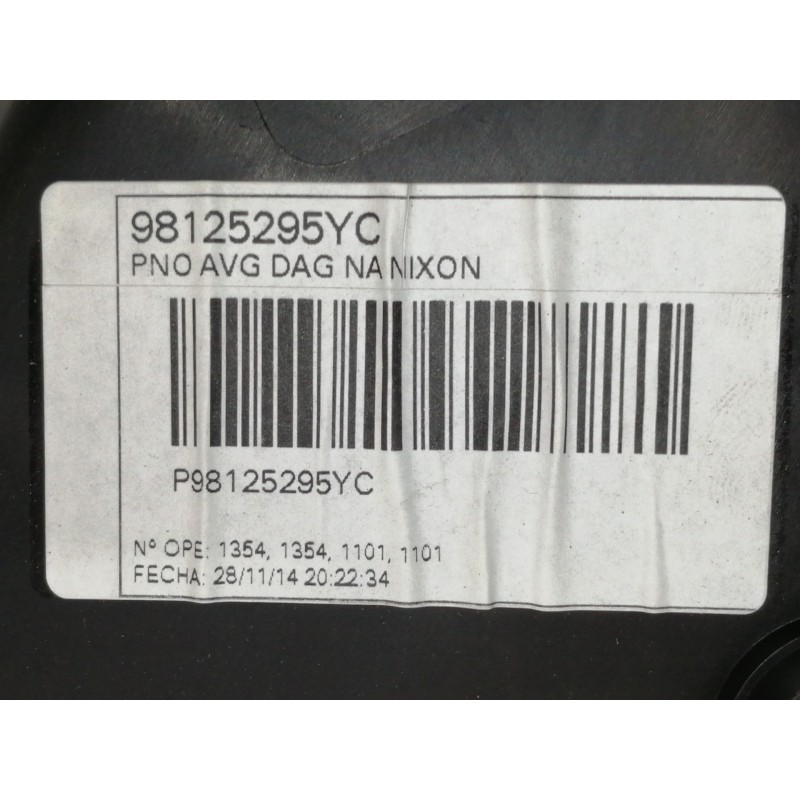 98125295YC
PNO AVG DAG NA NIXON
P98125295YC
Nº OPE: 1354, 1354, 1101, 1101
FECHA: 28/11/14 20:22:34